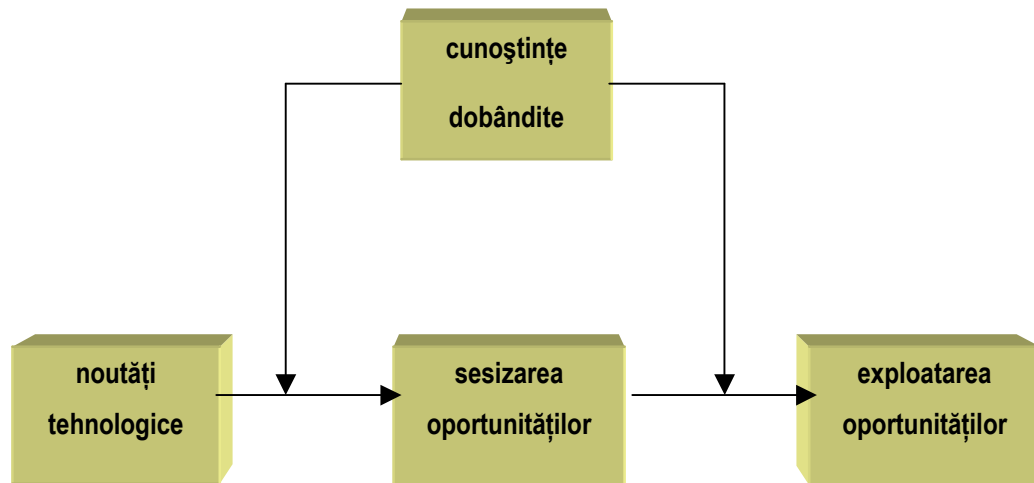 cunoştinţe
dobândite
noutăţi
tehnologice
sesizarea
oportunităţilor
exploatarea
oportunităţilor